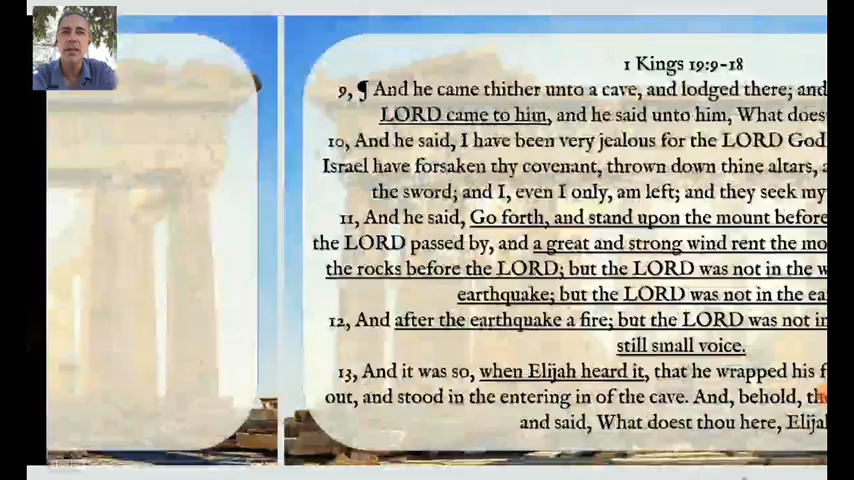 1 Kings 19:9-18
9, ¶ And he came thither unto a cave, and lodged there; and
LORD came to him, and he said unto him, What does
10, And he said, I have been very jealous for the LORD God
Israel have forsaken thy covenant, thrown down thine altars, a
the sword; and I, even I only, am left; and they seek my
11, And he said, Go forth, and stand upon the mount before
the LORD passed by, and a great and strong wind rent the mo
the rocks before the LORD; but the LORD was not in the w
earthquake; but the LORD was not in the ea
12, And after the earthquake a fire; but the LORD was not in
still small voice.
13, And it was so, when Elijah heard it, that he wrapped his f
out, and stood in the entering in of the cave. And, behold, th
and said, What doest thou here, Elijah